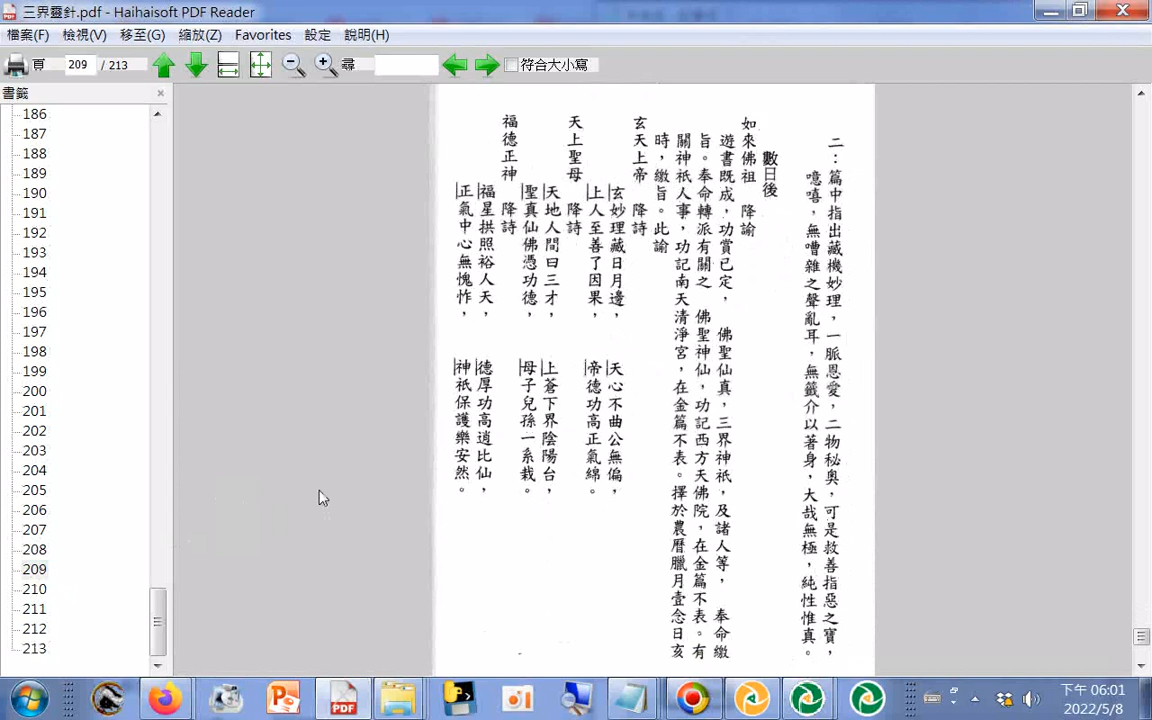 三界靈針.pdf - Haihaisoft PDF Reader
檔案(F) 檢視(V) 移至(G) 縮放(Z) Favorites 設定 說明(H)
頁 209 / 213 尋 符合大小寫
書籤
186
187
188
189
190
191
192
193
194
195
196
197
198
199
200
201
202
203
204
205
206
207
208
209
210
211
212
213
二：篇中指出藏機妙理，一脈恩愛，二物秘奧，可是救善指惡之寶，
噫嘻，無嘈雜之聲亂耳，無籤介以著身，大哉無極，純性惟真。
數日後
如來佛祖 降諭
遊書既成，功賞已定， 佛聖仙真，三界神祇，及諸人等， 奉命繳
旨。奉命轉派有關之 佛聖神仙，功記西方天佛院，在金篇不表。有
關神祇人事，功記南天清淨宮，在金篇不表。擇於農曆臘月壹念日亥
時，繳旨。此諭
玄天上帝 降詩
玄妙理藏日月邊， 天心不曲公無偏，
上人至善了因果， 帝德功高正氣綿。
天上聖母 降詩
天地人間曰三才， 上蒼下界陰陽台，
聖真仙佛憑功德， 母子兒孫一系栽。
福德正神 降詩
福星拱照裕人天， 德厚功高逍比仙，
正氣中心無愧怍， 神祇保護樂安然。
下午 06:01
2022/5/8